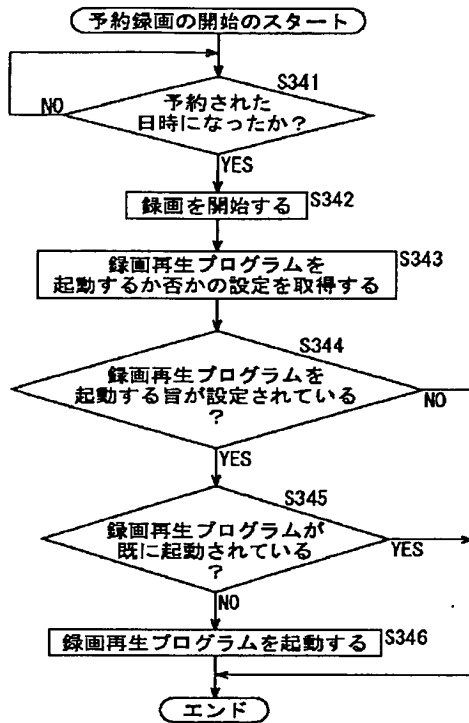 予約録画の開始のスタート
S341
予約された
日時になったか？
NO
YES
録画を開始する
S342
録画再生プログラムを
起動するか否かの設定を取得する
S343
S344
録画再生プログラムを
起動する旨が設定されている
？
NO
YES
S345
録画再生プログラムが
既に起動されている
？
YES
NO
録画再生プログラムを起動する
S346
エンド